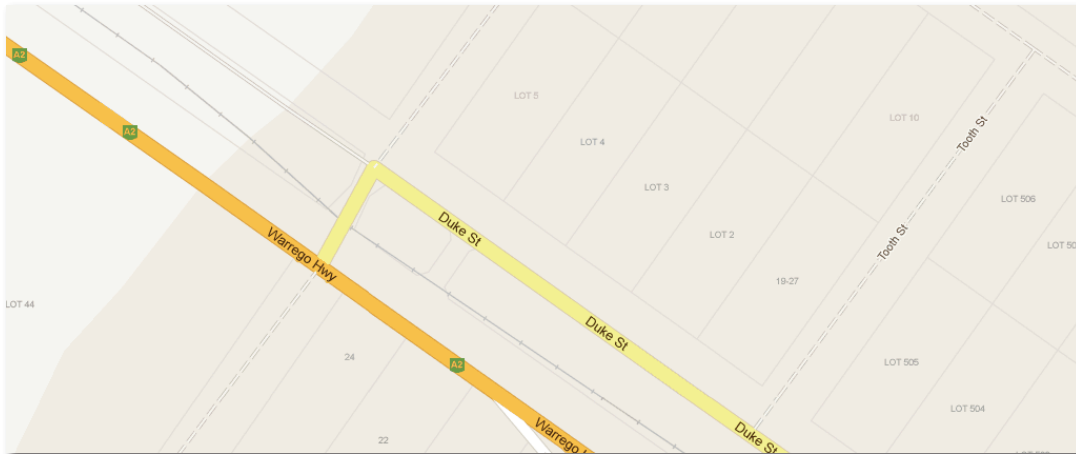 A2
LOT 5
LOT 10
A2
LOT 4
Tooth St
LOT 3
LOT 506
Duke St
LOT 2
Tooth St
LOT 50
Warrego Hwy
19-27
LOT 44
Duke St
24
A2
LOT 505
LOT 504
Warrego H
Duke St
22